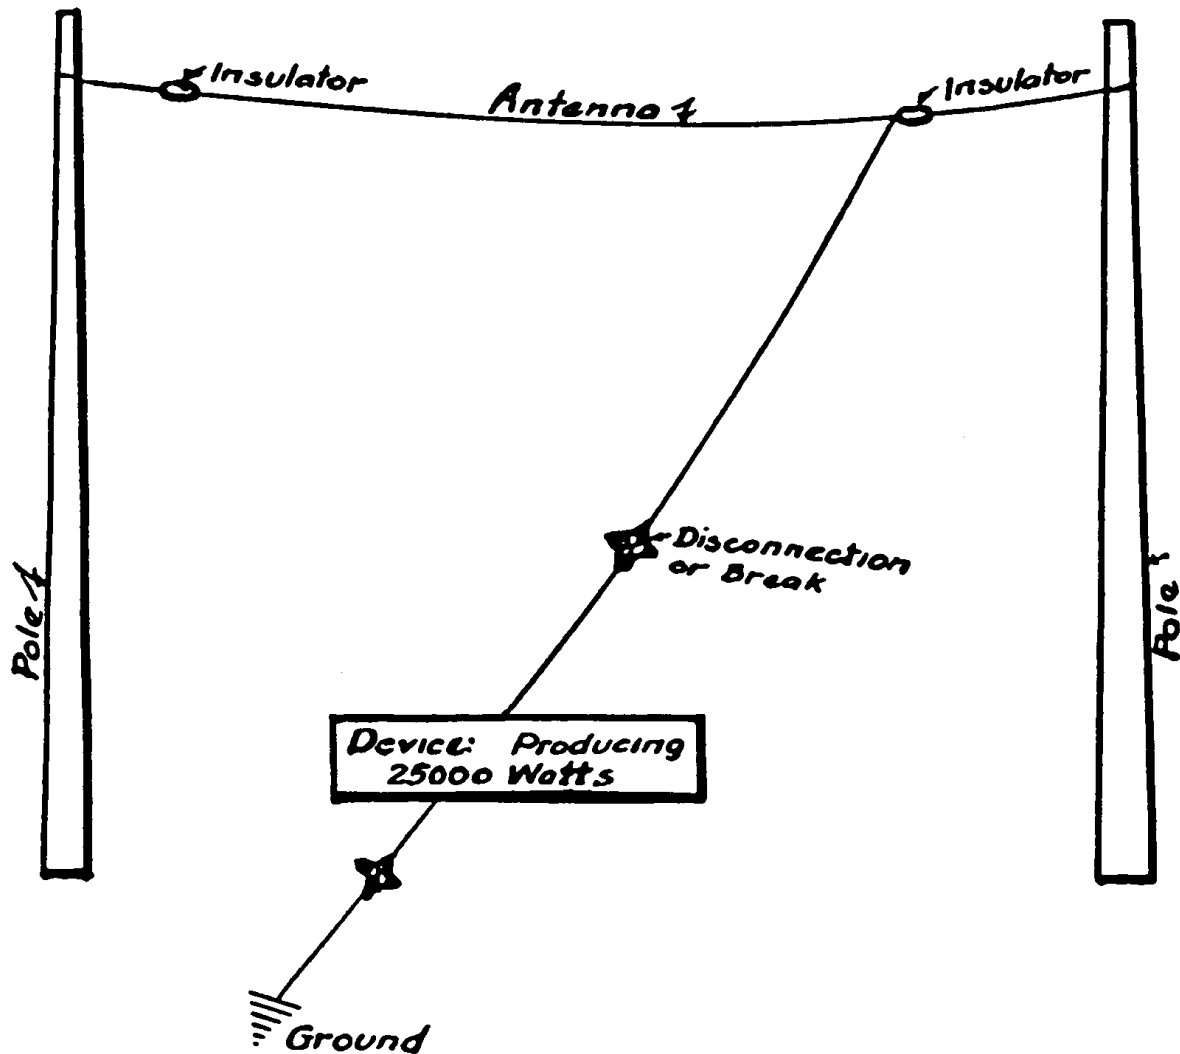 Insulator
Antenna
Insulator
Disconnection
or Break
Pole
Pole
Device: Producing
25000 Watts
Ground